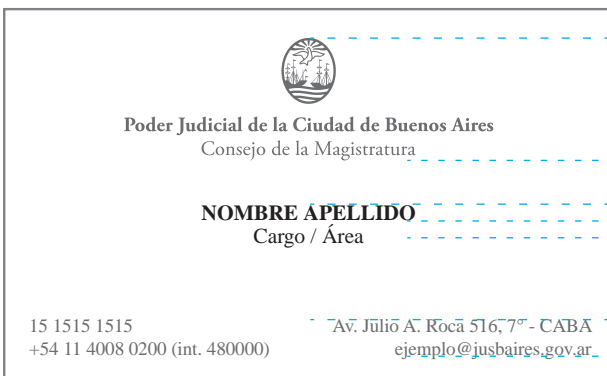 Poder Judicial de la Ciudad de Buenos Aires
Consejo de la Magistratura
NOMBRE APELLIDO
Cargo / Área
15 1515 1515
+54 11 4008 0200 (int. 480000)
Av. Julio A. Roca 516, 7° - CABA
ejemplo@jusbaires.gov.ar